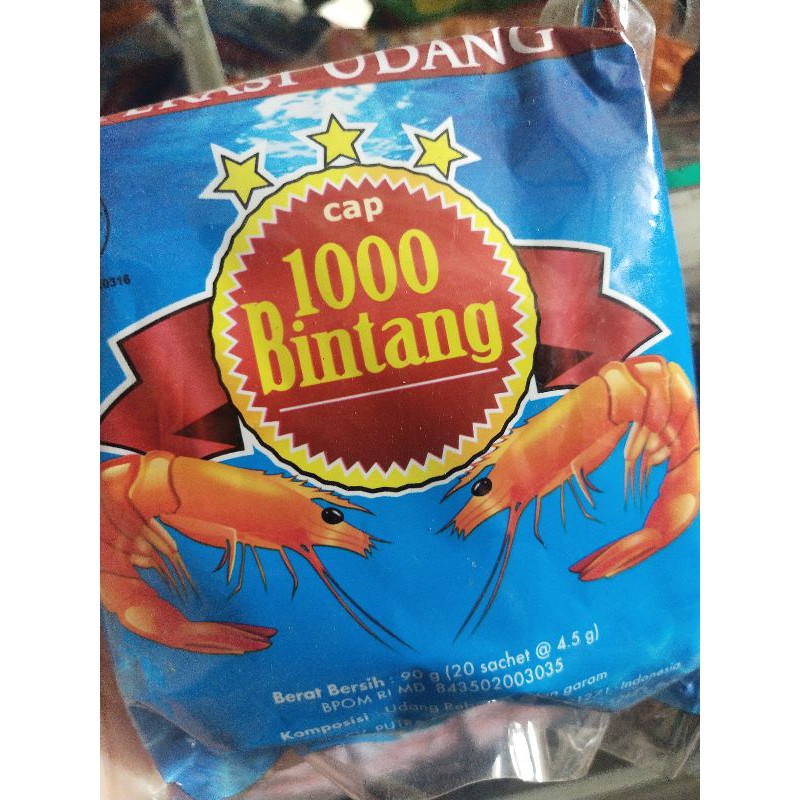 UDANG
cap
1000
Bintang
0316
Berat Bersih : 90 g (20 sachet @ 4.5 g)
BPOM RI MD 843502003035
Komposisi Udang garam
Indonesia